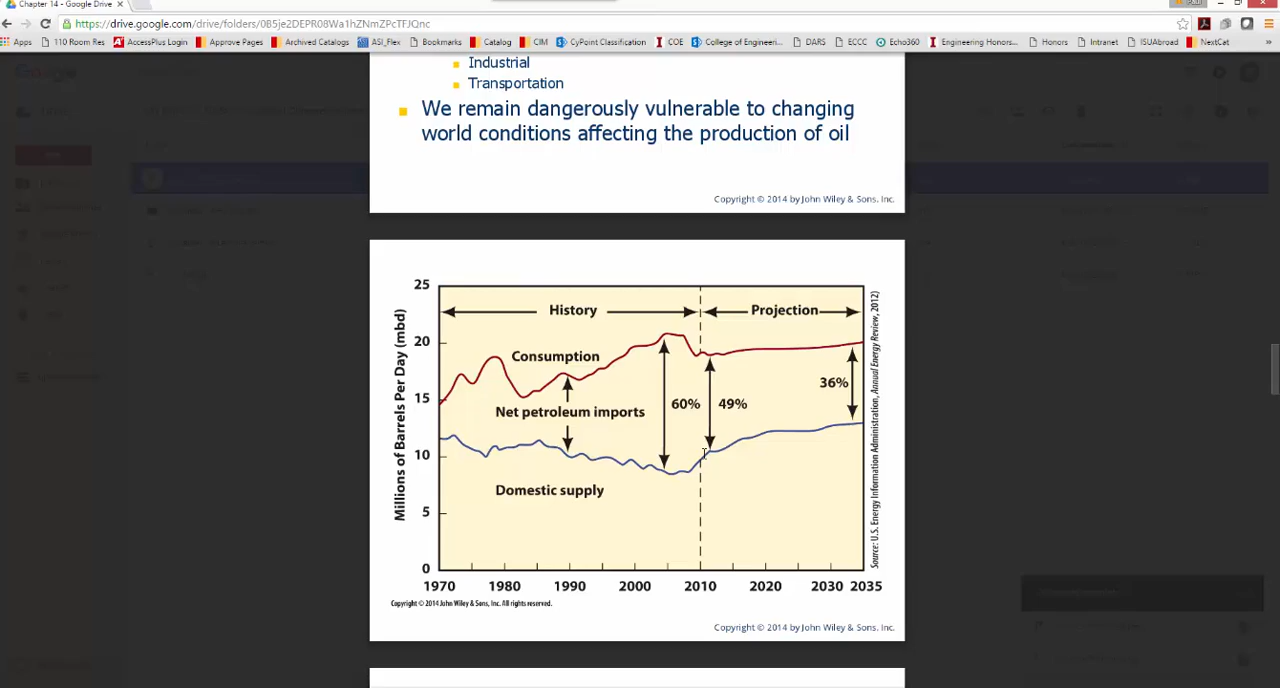 Chapter 14 - Google Drive
https://drive.google.com/drive/folders/0B5je2DEPR08Wa1hZNmZPcTFJQnc
Apps 110 Room Res AccessPlus Login Approve Pages Archived Catalogs ASI_Flex Bookmarks Catalog CIM CyPoint Classification COE College of Engineeri... DARS ECCC Echo360 Engineering Honors... Honors Intranet ISUAbroad NextCat »
Industrial
Transportation
We remain dangerously vulnerable to changing
world conditions affecting the production of oil
Copyright © 2014 by John Wiley & Sons. Inc.
Millions of Barrels Per Day (mbd)
25
20
15
10
5
0
History
Projection
Consumption
36%
60%
49%
Net petroleum imports
Domestic supply
1970 1980 1990 2000 2010 2020 2030 2035
Source: U.S. Energy Information Administration, Annual Energy Review, 2012)
Copyright © 2014 John Wiley & Sons, Inc. All rights reserved.
Copyright © 2014 by John Wiley & Sons. Inc.